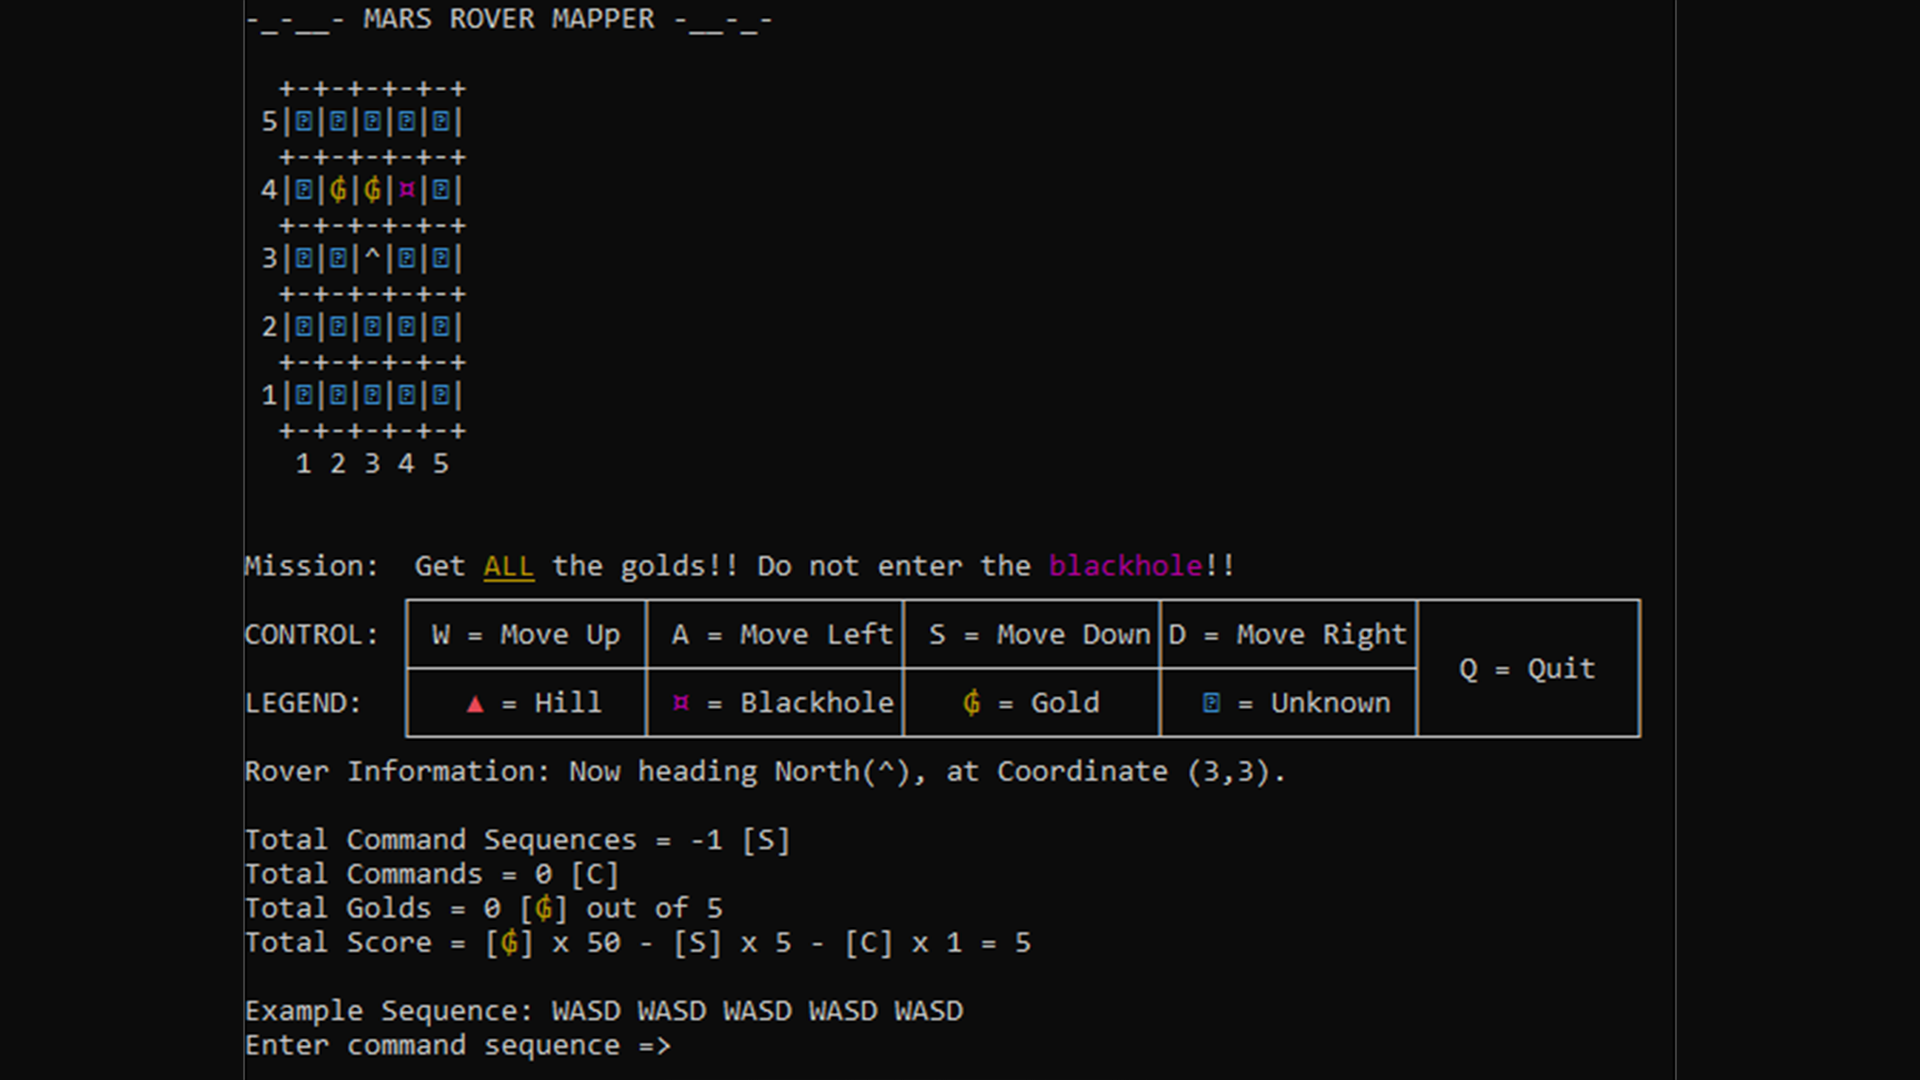 -_-__- MARS ROVER MAPPER -__-_-
+-+-+-+-+-+
5|⍰|⍰|⍰|⍰|⍰|
+-+-+-+-+-+
4|⍰|₲|₲|¤|⍰|
+-+-+-+-+-+
3|⍰|⍰|^|⍰|⍰|
+-+-+-+-+-+
2|⍰|⍰|⍰|⍰|⍰|
+-+-+-+-+-+
1|⍰|⍰|⍰|⍰|⍰|
+-+-+-+-+-+
1 2 3 4 5
Mission: Get ALL the golds!! Do not enter the blackhole!!
CONTROL: W = Move Up A = Move Left S = Move Down D = Move Right
Q = Quit
LEGEND: ▲ = Hill ¤ = Blackhole ₲ = Gold ⍰ = Unknown
Rover Information: Now heading North(^), at Coordinate (3,3).
Total Command Sequences = -1 [S]
Total Commands = 0 [C]
Total Golds = 0 [₲] out of 5
Total Score = [₲] x 50 - [S] x 5 - [C] x 1 = 5
Example Sequence: WASD WASD WASD WASD WASD
Enter command sequence =>